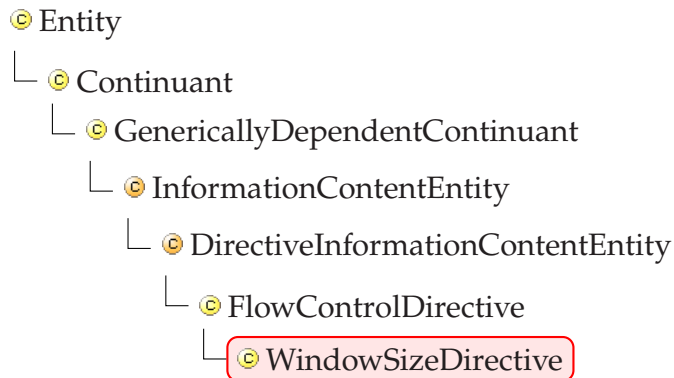 Entity
Continuant
GenericallyDependentContinuant
InformationContentEntity
DirectiveInformationContentEntity
FlowControlDirective
WindowSizeDirective